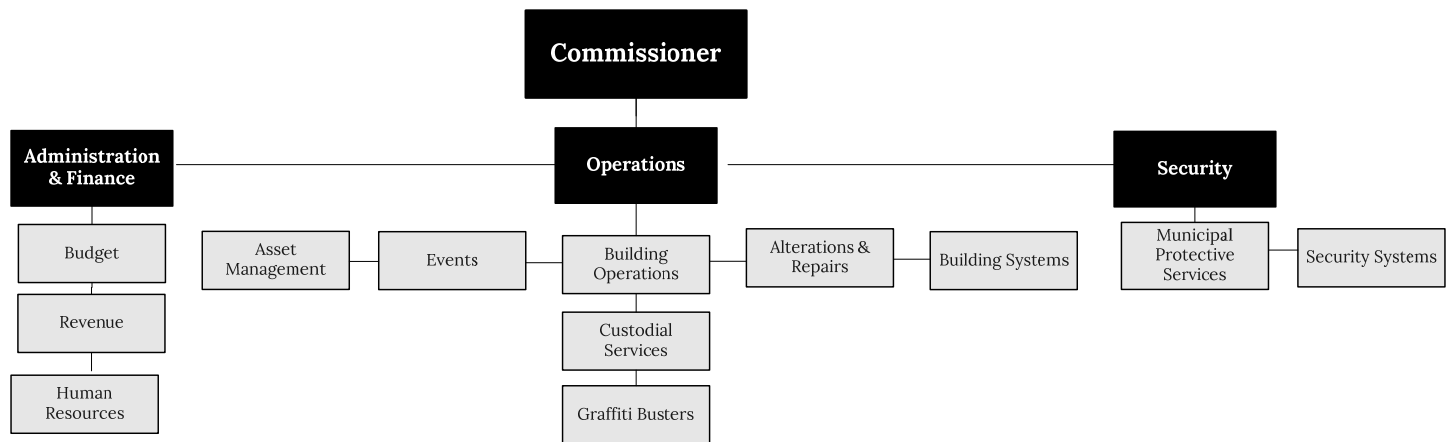 Commissioner
Administration
& Finance
Operations
Security
Budget
Revenue
Human
Resources
Asset
Management
Events
Building
Operations
Alterations &
Repairs
Building Systems
Custodial
Services
Graffiti Busters
Municipal
Protective
Services
Security Systems